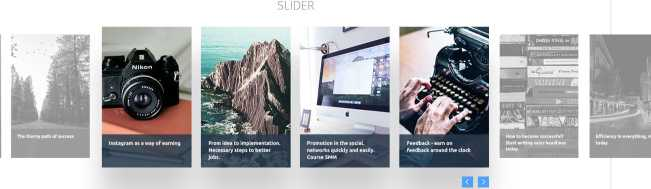 SLIDER
Nikon
The thorny path of success
Instagram as a way of earning
From idea to implementation.
Necessary steps to better
jobs.
Promotion in the social.
networks quickly and easily.
Course SMM
Feedback - earn on
feedback around the clock
How to become successful?
Start writing your headlines
today
Efficiency in everything,
today